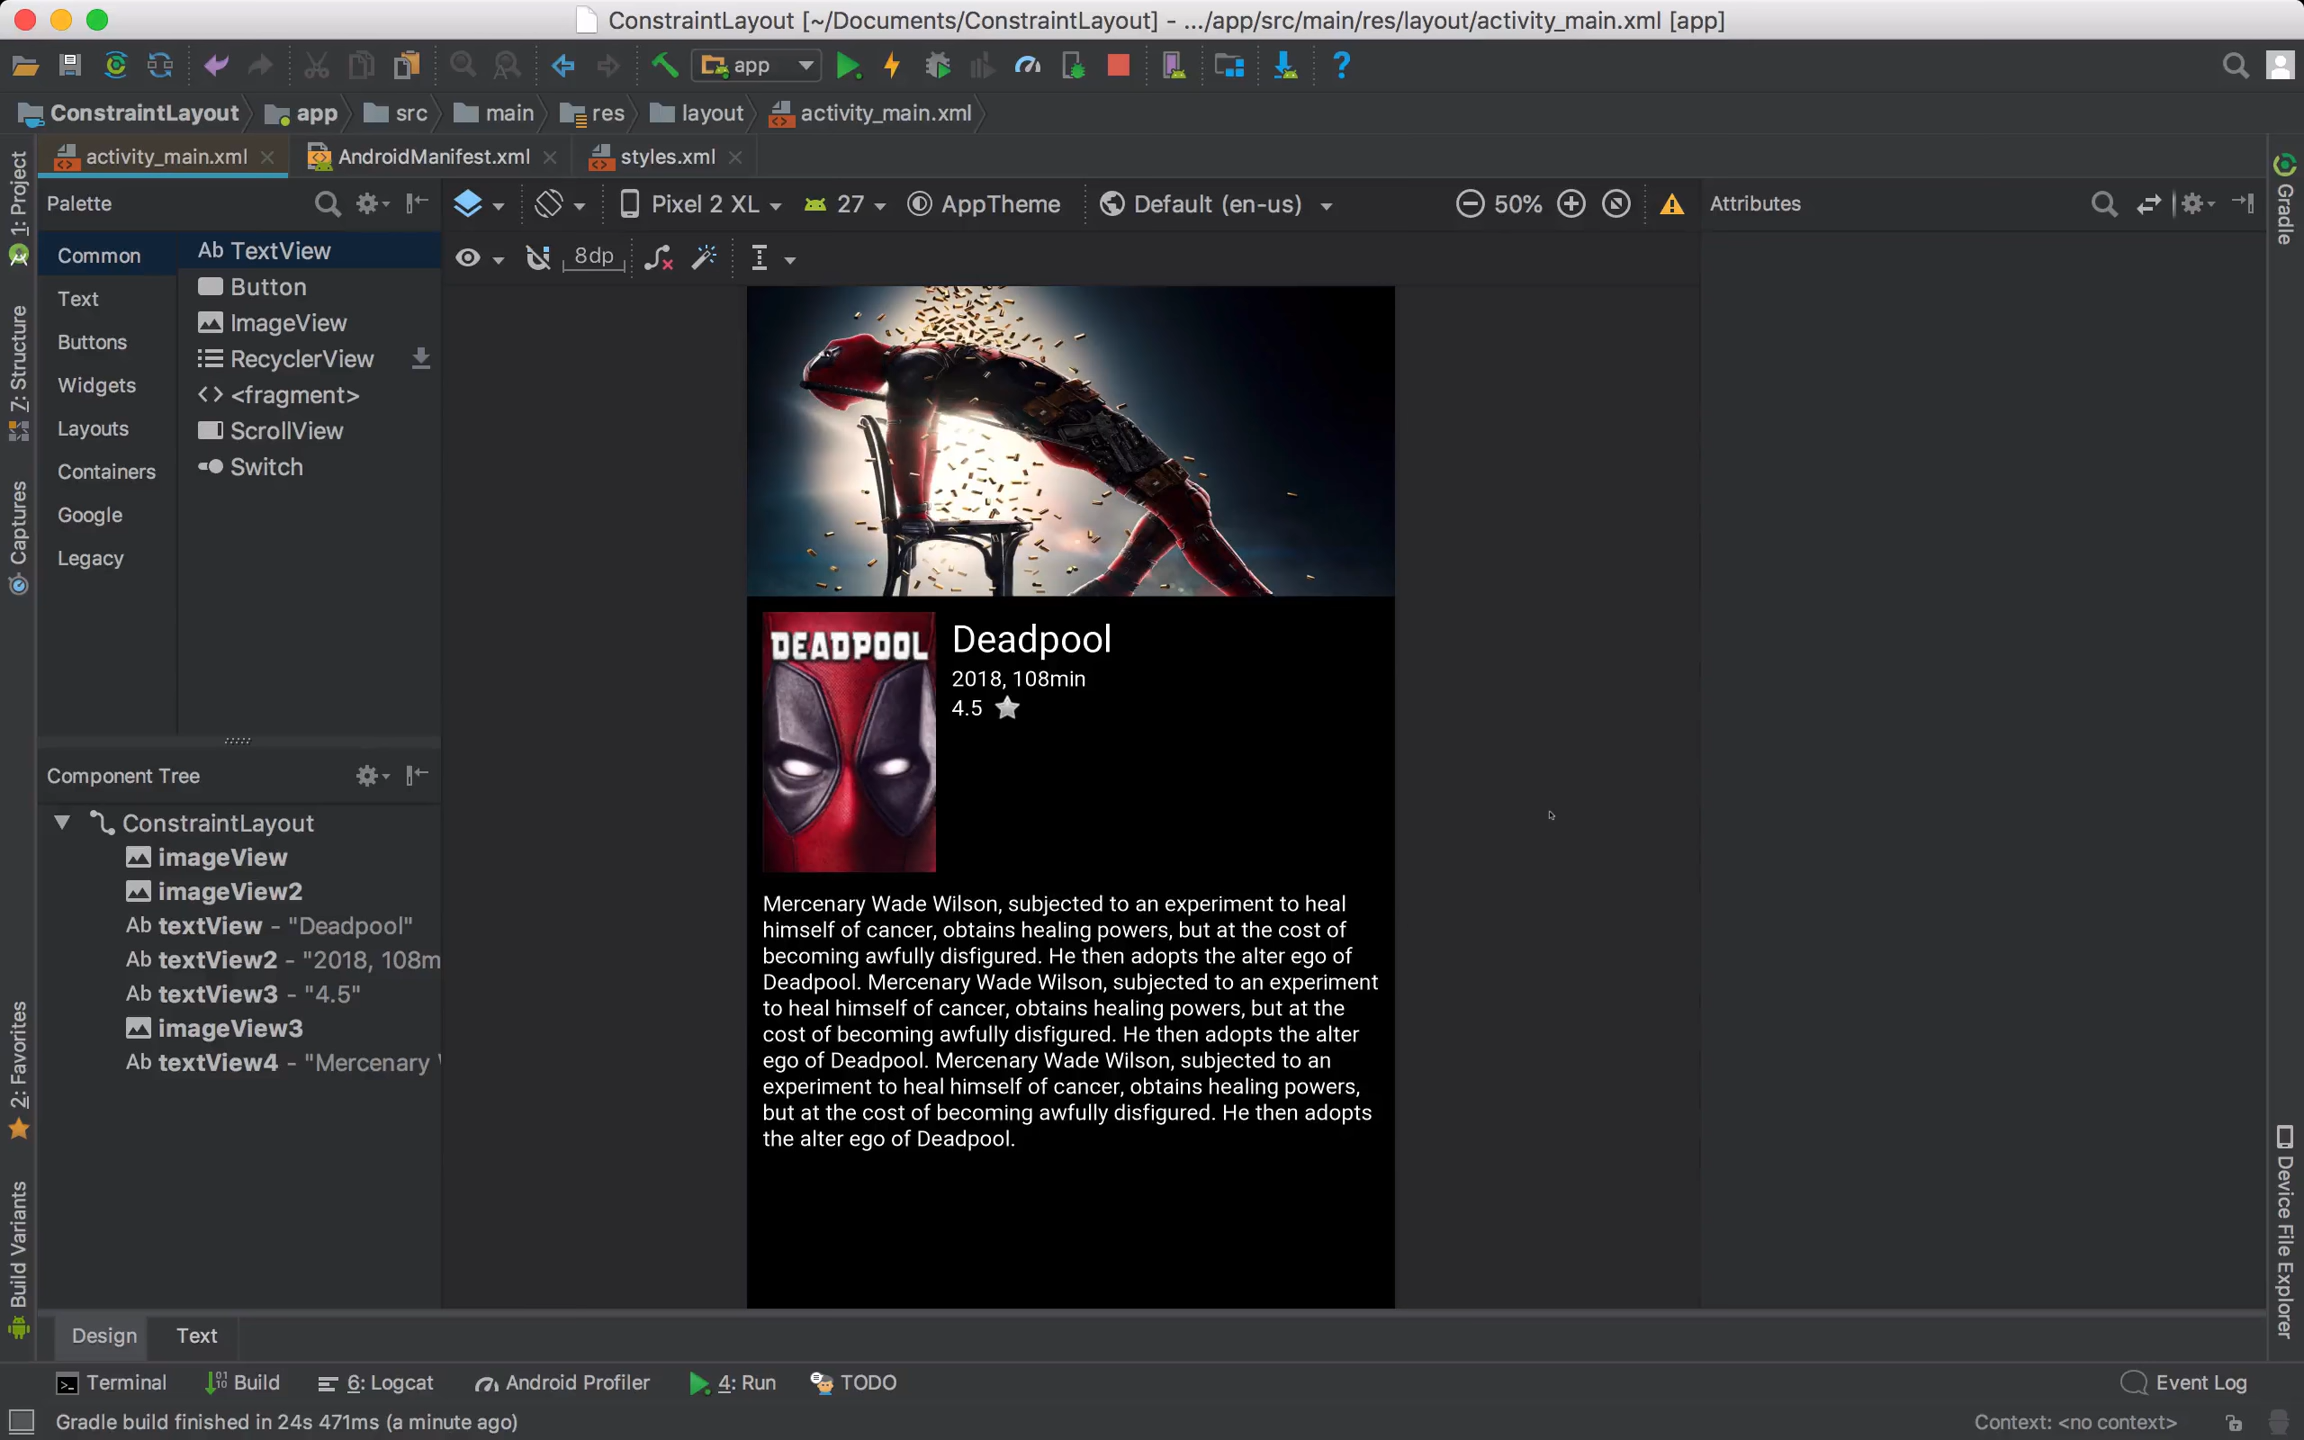 ConstraintLayout [~/Documents/ConstraintLayout] - .../app/src/main/res/layout/activity_main.xml [app]
app
ConstraintLayout app src main res layout activity_main.xml
activity_main.xml AndroidManifest.xml styles.xml
1: Project
Z: Structure
Captures
2: Favorites
Build Variants
Palette
Common
Text
Buttons
Widgets
Layouts
Containers
Google
Legacy
Ab TextView
Button
ImageView
RecyclerView
<fragment>
ScrollView
Switch
Pixel 2 XL 27 AppTheme Default (en-us) 50%
8dp
Attributes
Gradle
Device File Explorer
DEADPOOL
Deadpool
2018, 108min
4.5
Mercenary Wade Wilson, subjected to an experiment to heal
himself of cancer, obtains healing powers, but at the cost of
becoming awfully disfigured. He then adopts the alter ego of
Deadpool. Mercenary Wade Wilson, subjected to an experiment
to heal himself of cancer, obtains healing powers, but at the
cost of becoming awfully disfigured. He then adopts the alter
ego of Deadpool. Mercenary Wade Wilson, subjected to an
experiment to heal himself of cancer, obtains healing powers,
but at the cost of becoming awfully disfigured. He then adopts
the alter ego of Deadpool.
Component Tree
ConstraintLayout
imageView
imageView2
Ab textView - "Deadpool"
Ab textView2 - "2018, 108m
Ab textView3 - "4.5"
imageView3
Ab textView4 - "Mercenary
Design Text
Terminal Build 6: Logcat Android Profiler 4: Run TODO Event Log
Gradle build finished in 24s 471ms (a minute ago) Context: <no context>